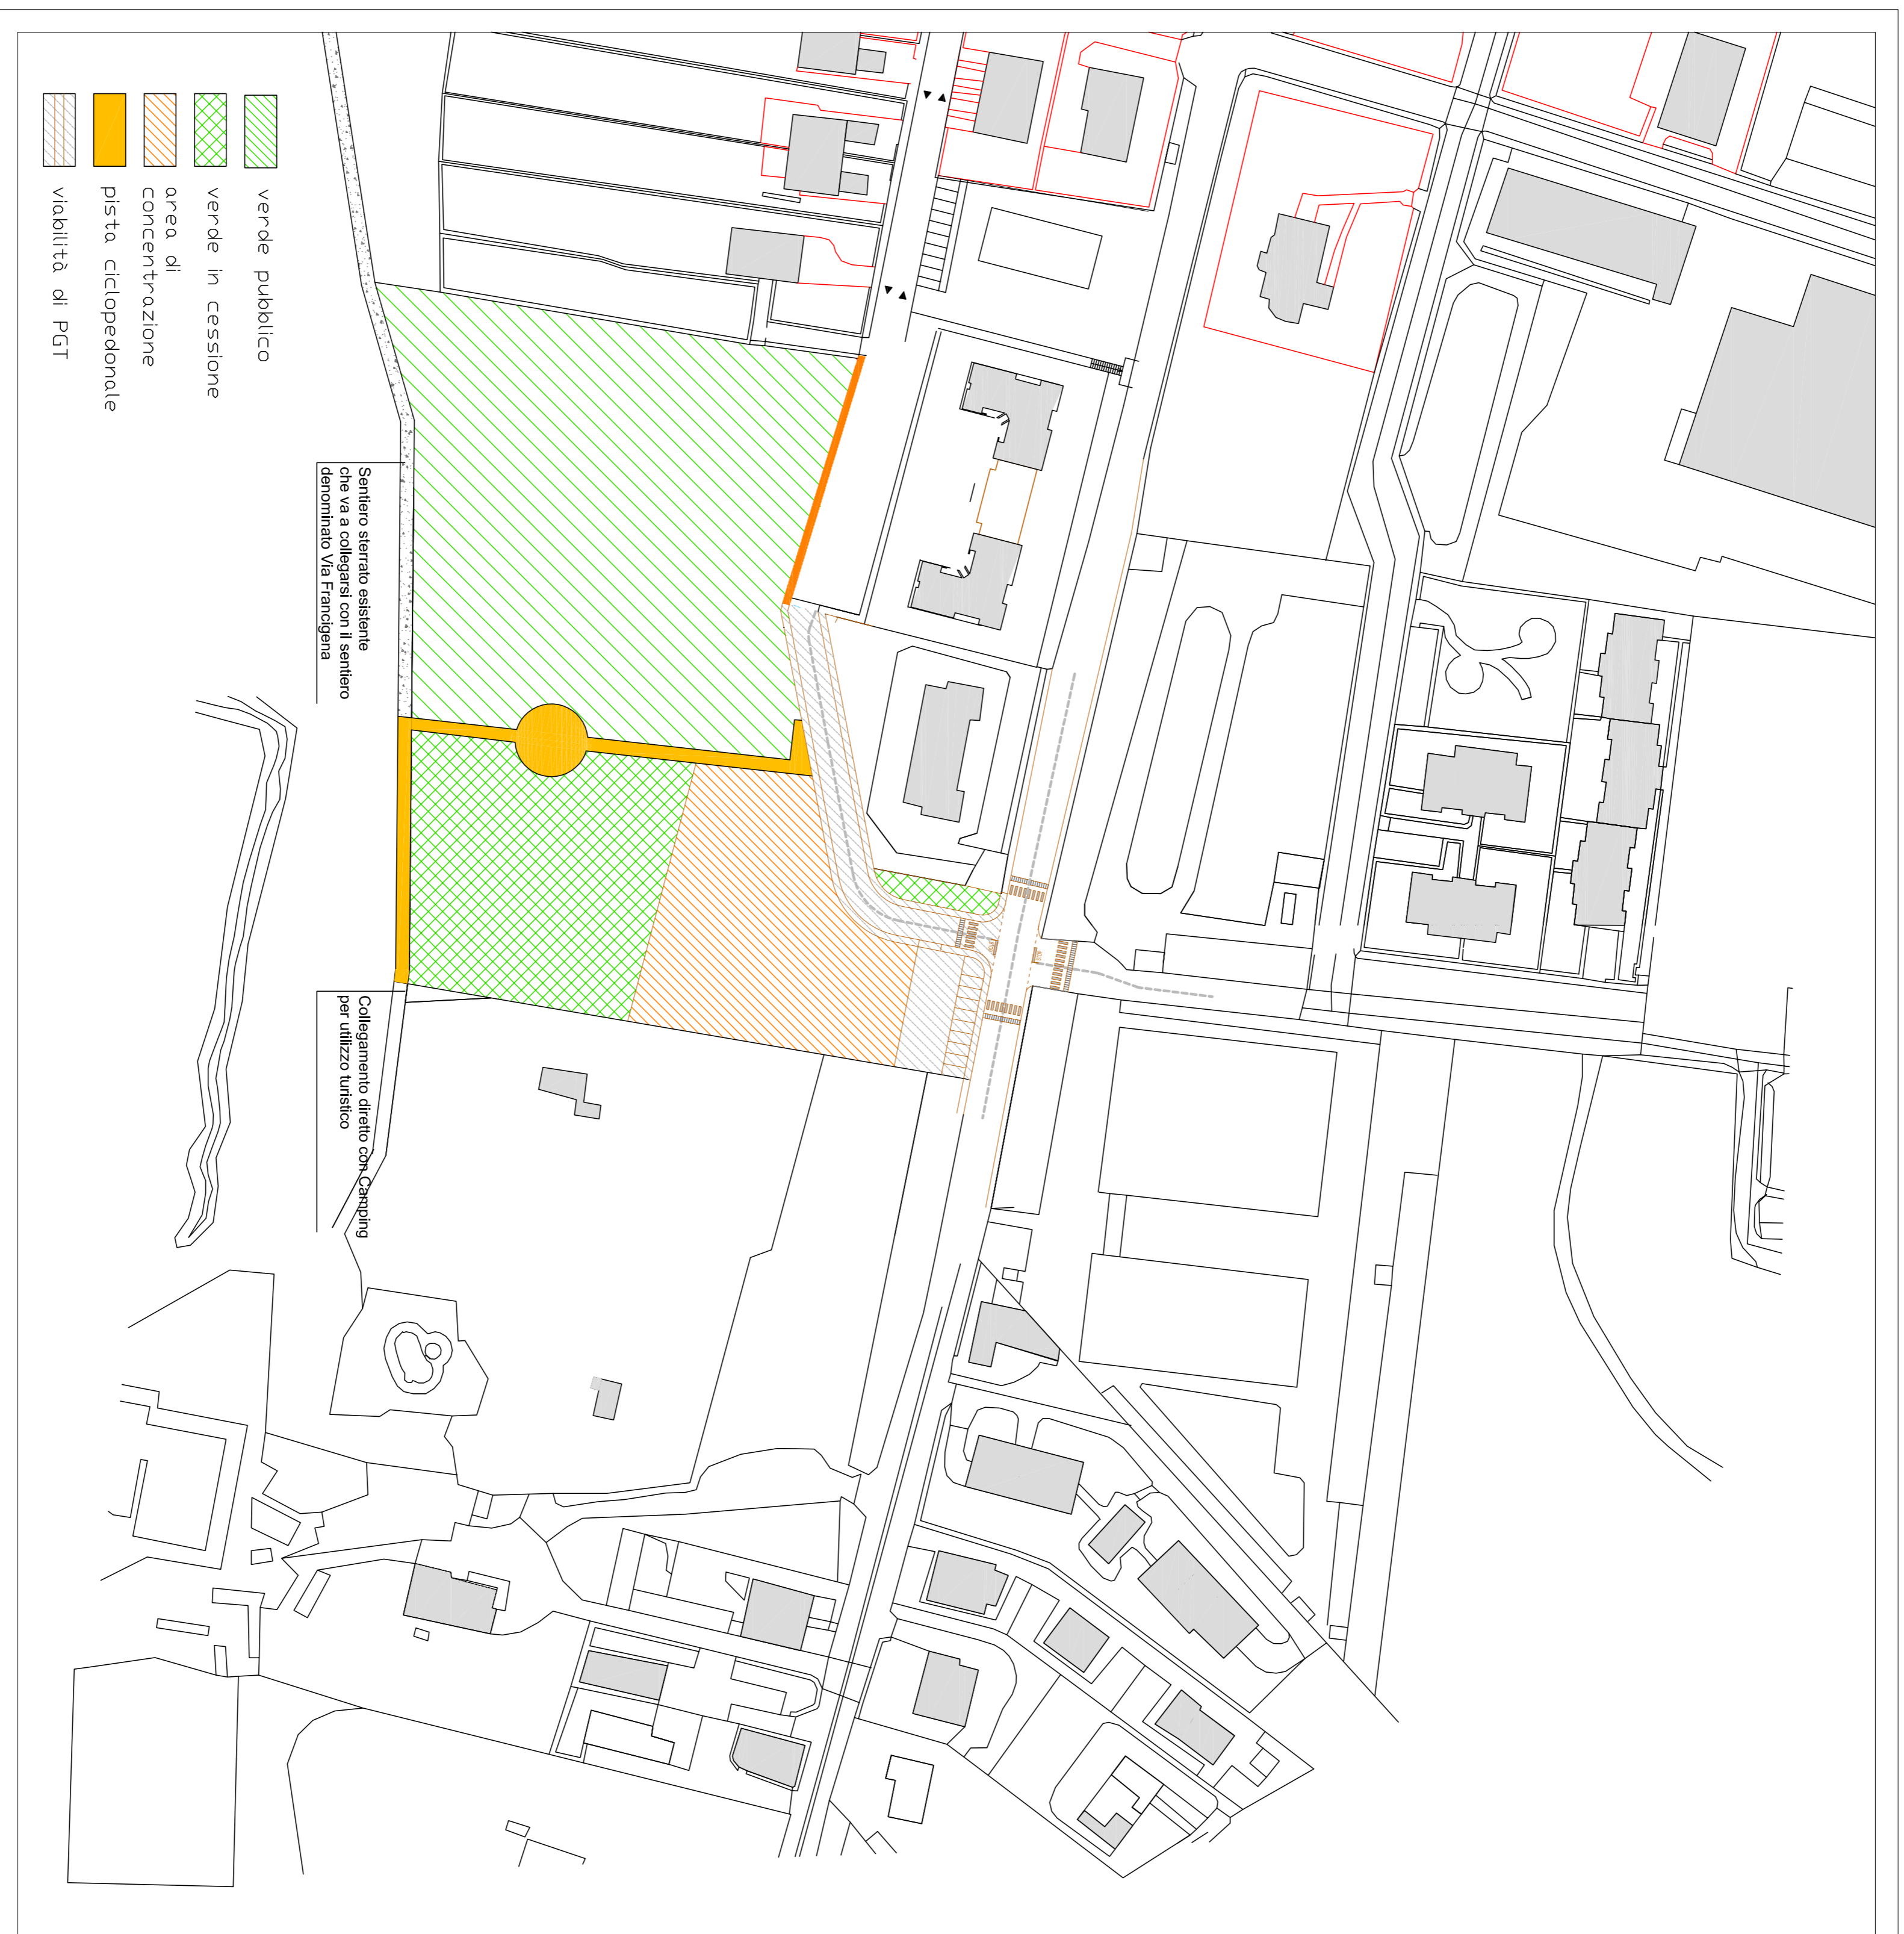 verde pubblico
verde in cessione
area di
concentrazione
pista ciclopedonale
viabilità di PGT
Sentiero sterrato esistente
che va a collegarsi con il sentiero
denominato Via Francigena
Collegamento diretto con Camping
per utilizzo turistico